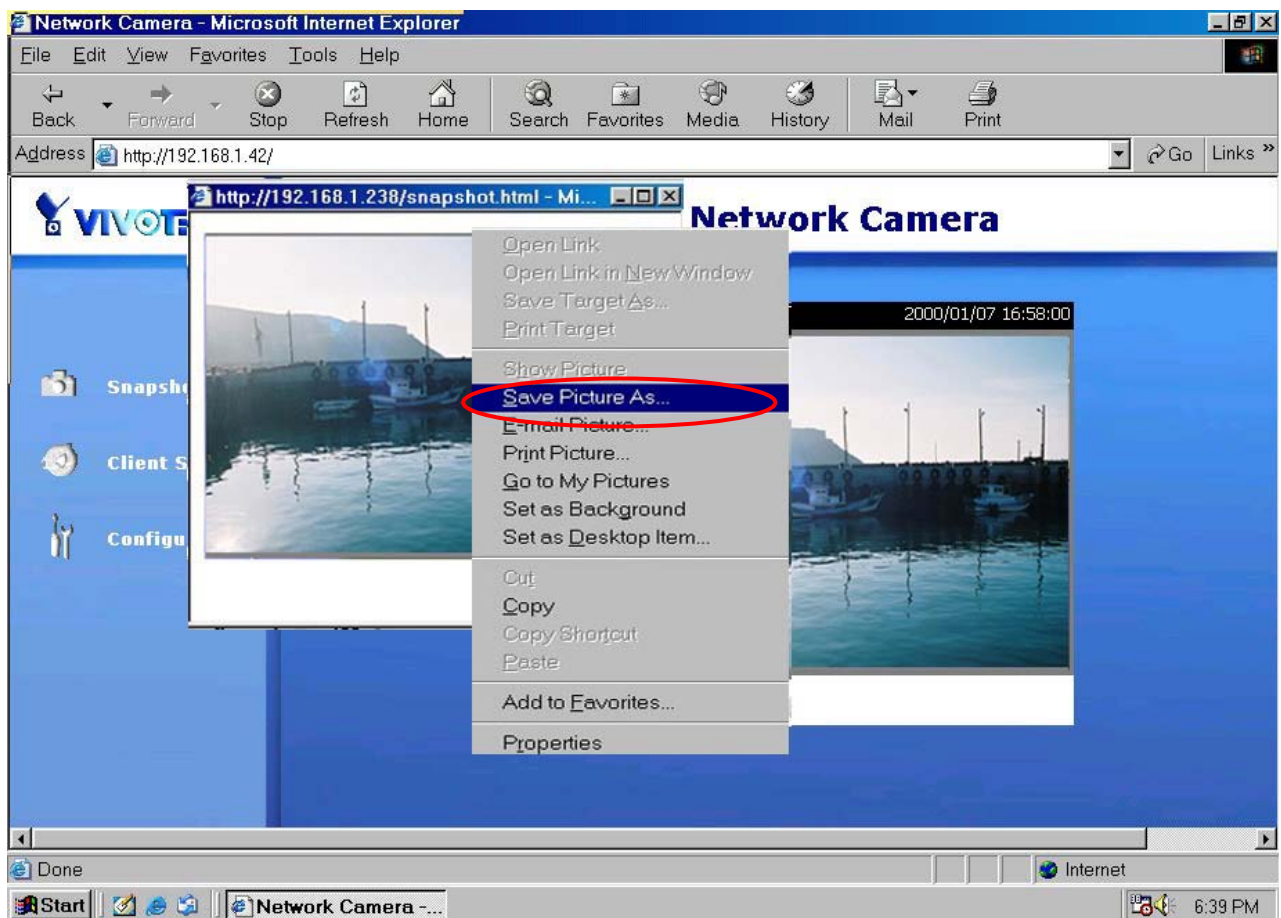 Network Camera - Microsoft Internet Explorer
File Edit View Favorites Tools Help
Back Forward Stop Refresh Home Search Favorites Media History Mail Print
Address http://192.168.1.42/ Go Links »
http://192.168.1.238/snapshot.html - Mi...
VIVOT
Network Camera
2000/01/07 16:58:00
Snapsh
Client S
Configu
Open Link
Open Link in New Window
Save Target As...
Print Target
Show Picture
Save Picture As...
E-mail Picture...
Print Picture...
Go to My Pictures
Set as Background
Set as Desktop Item...
Cut
Copy
Copy Shortcut
Paste
Add to Favorites...
Properties
Done
Internet
Start Network Camera -... 6:39 PM